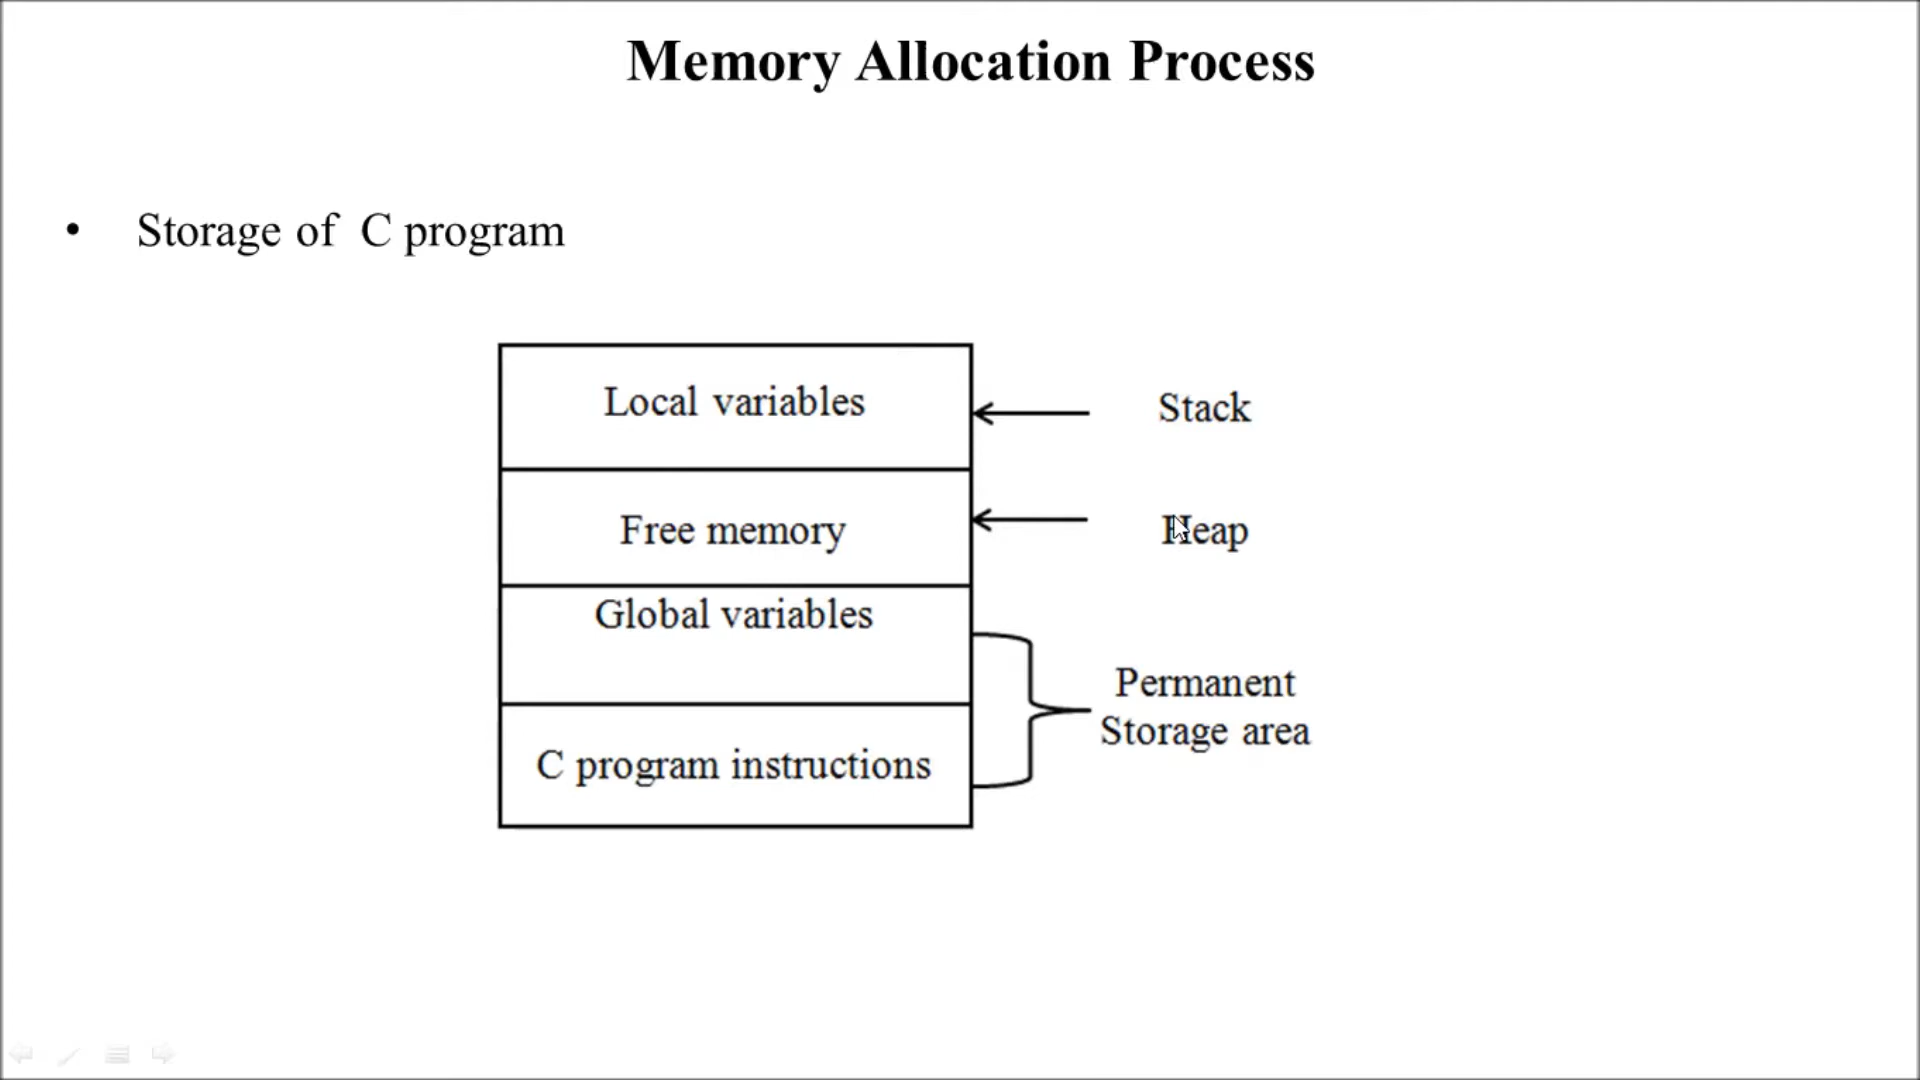 Memory Allocation Process
• Storage of C program
Local variables
Stack
Free memory
Heap
Global variables
Permanent
Storage area
C program instructions